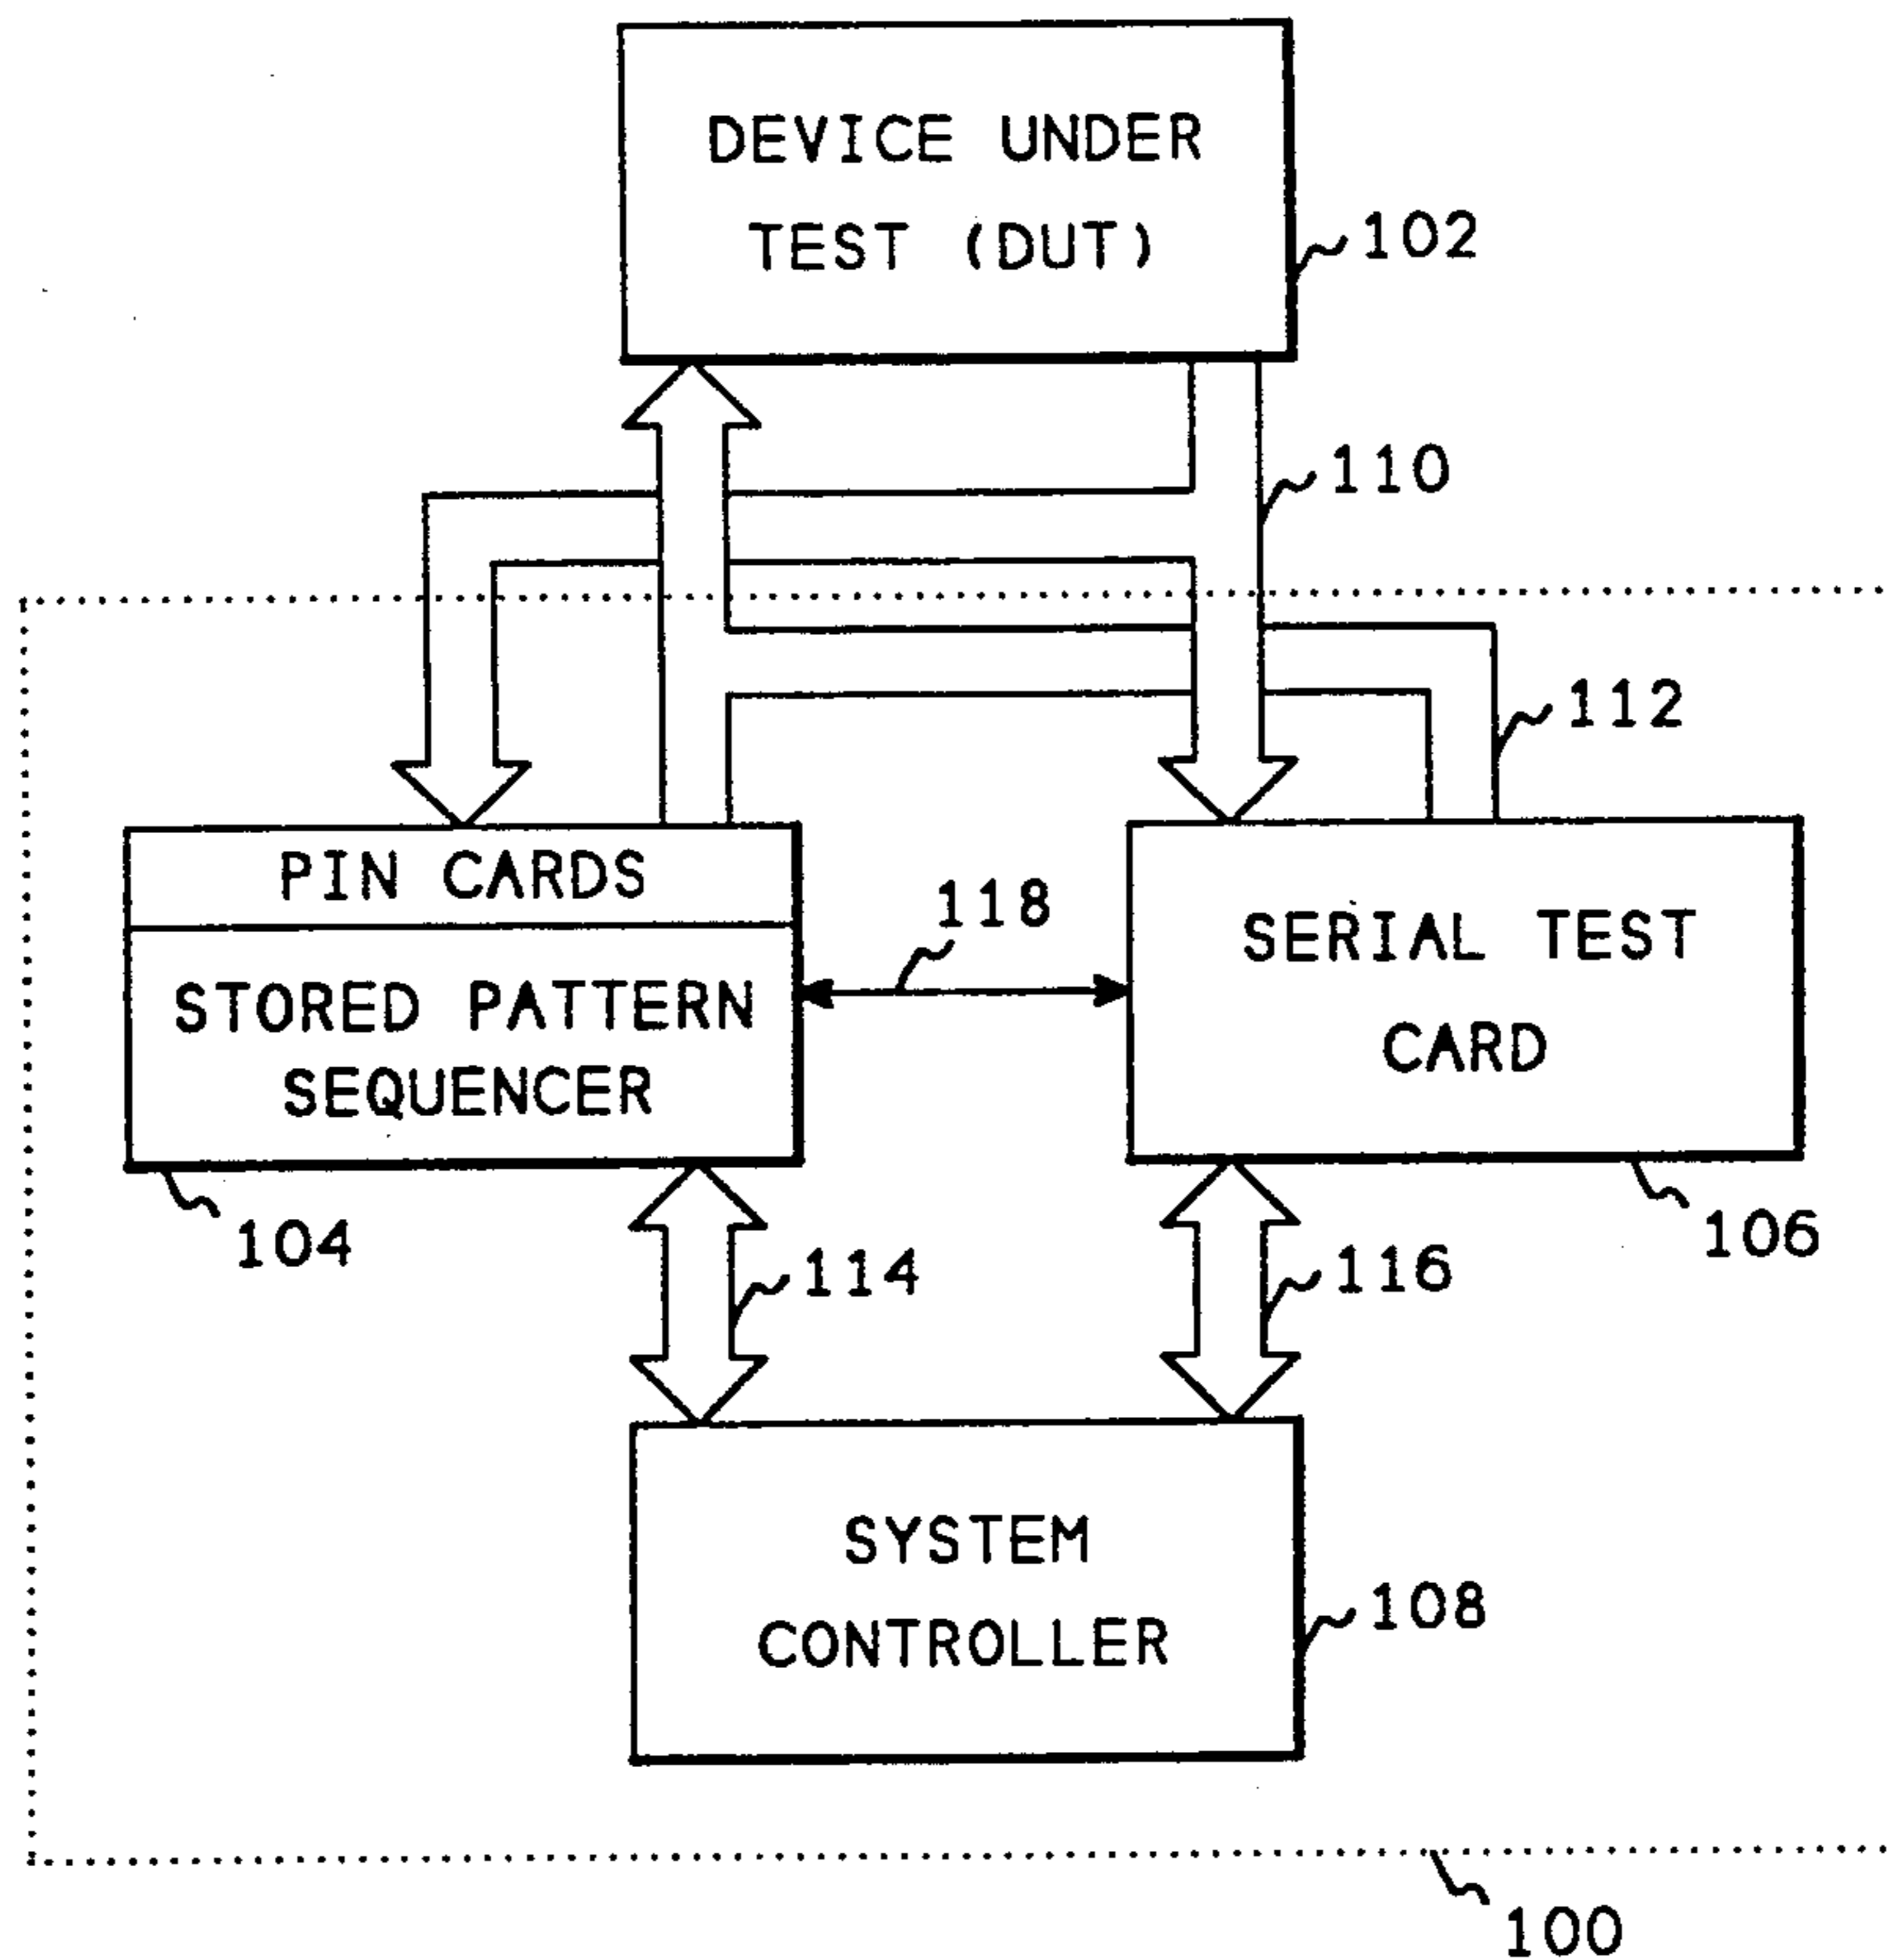 DEVICE UNDER
TEST (DUT)
102
110
112
PIN CARDS
STORED PATTERN
SEQUENCER
118
SERIAL TEST
CARD
104
106
114
116
SYSTEM
CONTROLLER
108
100